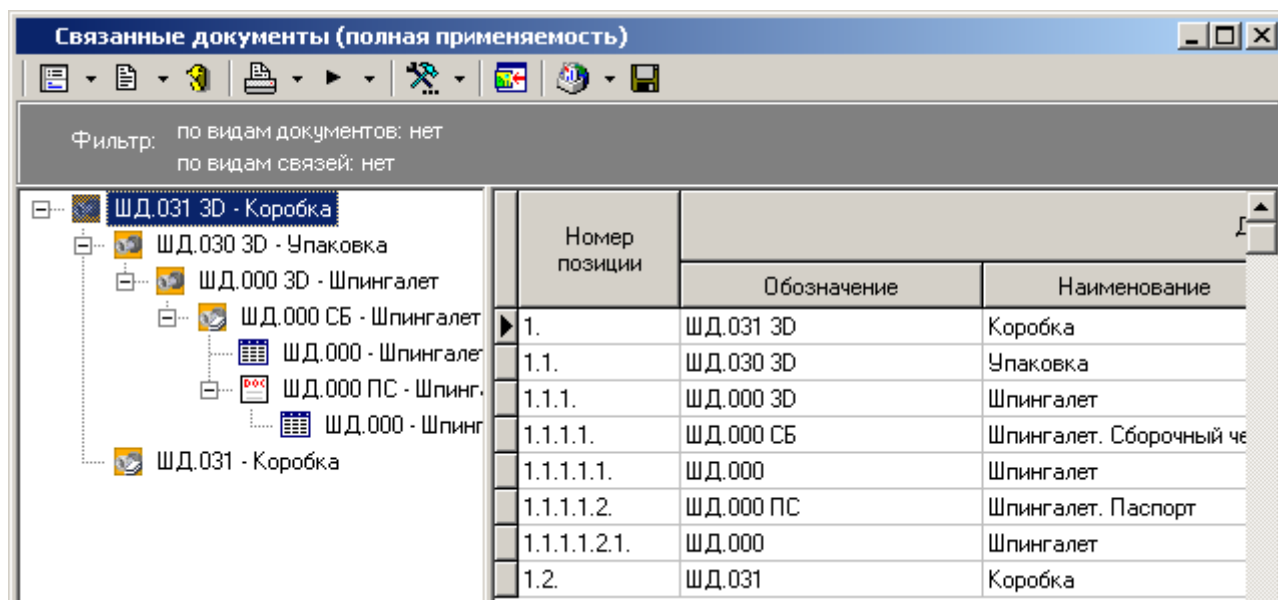 Связанные документы (полная применяемость)
Фильтр:
по видам документов: нет
по видам связей: нет
ШД.031 3D - Коробка
ШД.030 3D - Упаковка
ШД.000 3D - Шпингалет
ШД.000 СБ - Шпингалет
ШД.000 - Шпингалет
ШД.000 ПС - Шпинг
ШД.000 - Шпинг
ШД.031 - Коробка
Номер позиции
Обозначение
Наименование
1. ШД.031 3D Коробка
1.1. ШД.030 3D Упаковка
1.1.1. ШД.000 3D Шпингалет
1.1.1.1. ШД.000 СБ Шпингалет. Сборочный че
1.1.1.1.1. ШД.000 Шпингалет
1.1.1.1.2. ШД.000 ПС Шпингалет. Паспорт
1.1.1.1.2.1. ШД.000 Шпингалет
1.2. ШД.031 Коробка